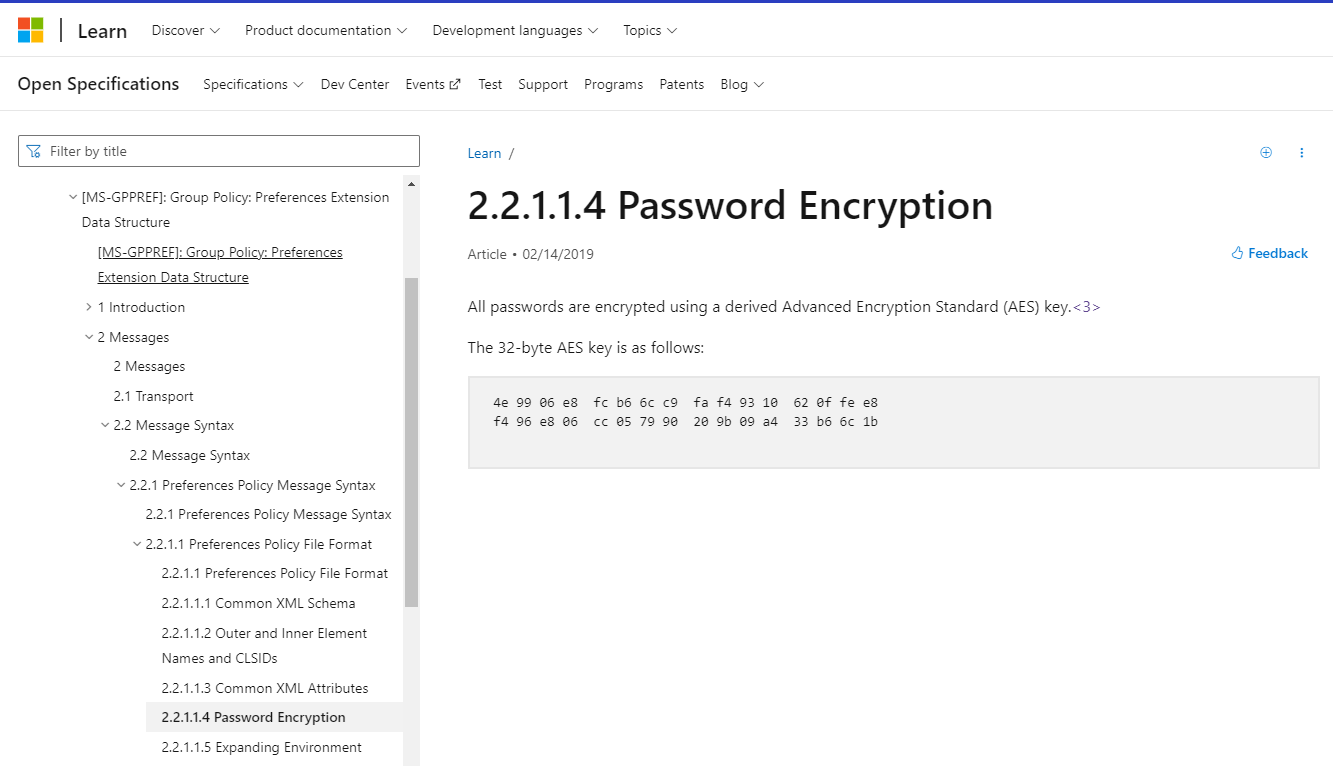 Learn Discover Product documentation Development languages Topics
Open Specifications Specifications Dev Center Events Test Support Programs Patents Blog
Filter by title
[MS-GPPREF]: Group Policy: Preferences Extension
Data Structure
[MS-GPPREF]: Group Policy: Preferences
Extension Data Structure
1 Introduction
2 Messages
2 Messages
2.1 Transport
2.2 Message Syntax
2.2 Message Syntax
2.2.1 Preferences Policy Message Syntax
2.2.1 Preferences Policy Message Syntax
2.2.1.1 Preferences Policy File Format
2.2.1.1 Preferences Policy File Format
2.2.1.1.1 Common XML Schema
2.2.1.1.2 Outer and Inner Element
Names and CLSIDs
2.2.1.1.3 Common XML Attributes
2.2.1.1.4 Password Encryption
2.2.1.1.5 Expanding Environment
Learn /
2.2.1.1.4 Password Encryption
Article • 02/14/2019
Feedback
All passwords are encrypted using a derived Advanced Encryption Standard (AES) key.<3>
The 32-byte AES key is as follows:
4e 99 06 e8  fc b6 6c c9  fa f4 93 10  62 0f fe e8
f4 96 e8 06  cc 05 79 90  20 9b 09 a4  33 b6 6c 1b